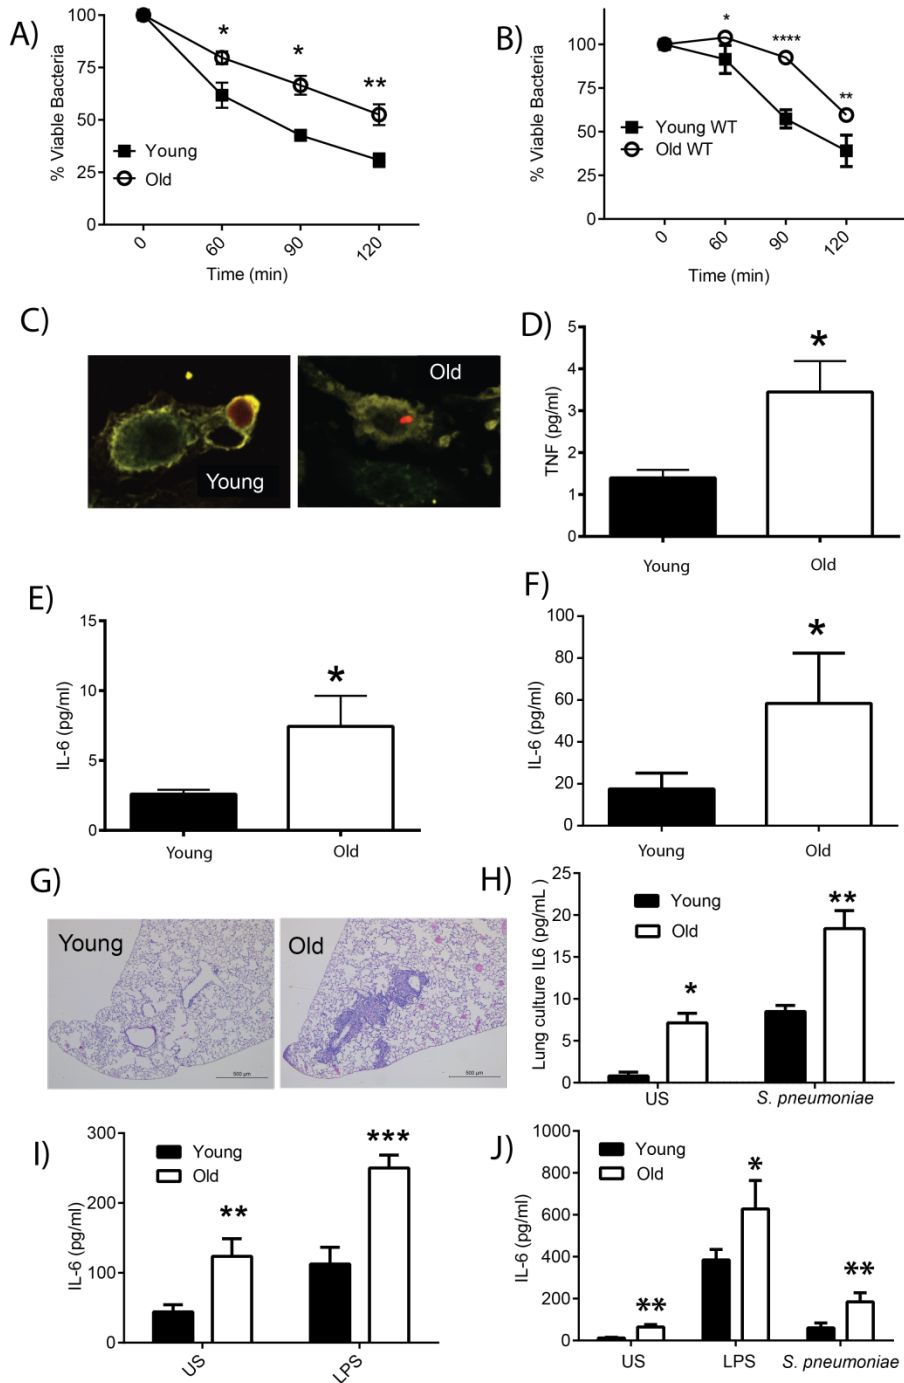 A)
% Viable Bacteria
100
75
50
25
0
* * **
Young
Old
0 60 90 120
Time (min)
B)
% Viable Bacteria
100
75
50
25
0
* **** **
Young WT
Old WT
0 60 90 120
Time (min)
C)
Young
Old
D)
TNF (pg/ml)
5
4
3
2
1
0
*
Young Old
E)
IL-6 (pg/ml)
15
10
5
0
*
Young Old
F)
IL-6 (pg/ml)
100
80
60
40
20
0
*
Young Old
G)
Young
500 µm
Old
500 µm
H)
Lung culture IL6 (pg/mL )
25
20
15
10
5
0
Young
Old
* **
US S. pneumoniae
I)
IL-6 (pg/ml)
300
200
100
0
Young
Old
** ***
US LPS
J)
IL-6 (pg/ml)
1000
800
600
400
200
0
Young
Old
** * **
US LPS S. pneumoniae